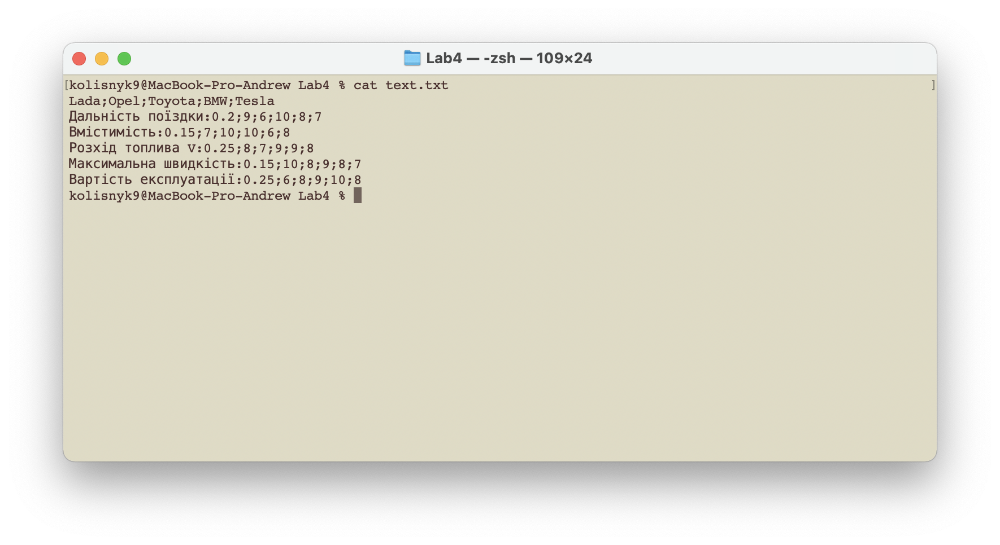 Lab4 — -zsh — 109×24
[kolisnyk9@MacBook-Pro-Andrew Lab4 % cat text.txt ]
Lada;Opel;Toyota;BMW;Tesla
Дальність поїздки:0.2;9;6;10;8;7
Вмістимість:0.15;7;10;10;6;8
Розхід топлива V:0.25;8;7;9;9;8
Максимальна швидкість:0.15;10;8;9;8;7
Вартість експлуатації:0.25;6;8;9;10;8
kolisnyk9@MacBook-Pro-Andrew Lab4 %